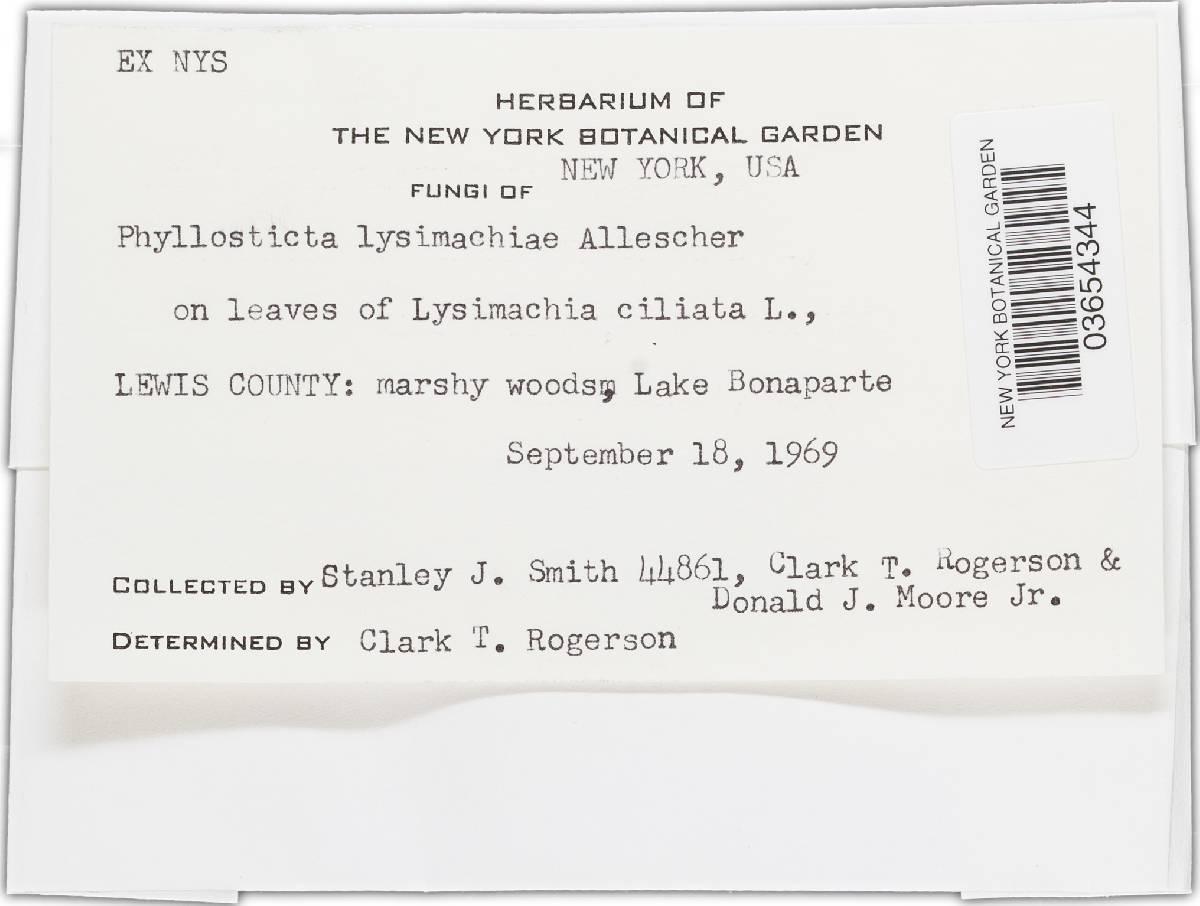 EX NYS
HERBARIUM OF
THE NEW YORK BOTANICAL GARDEN
FUNGI OF NEW YORK, USA
Phyllosticta lysimachiae Allescher
on leaves of Lysimachia ciliata L.,
LEWIS COUNTY: marshy woods, Lake Bonaparte
September 18, 1969
COLLECTED BY Stanley J. Smith 44861, Clark T. Rogerson &
Donald J. Moore Jr.
DETERMINED BY Clark T. Rogerson
NEW YORK BOTANICAL GARDEN
03654344